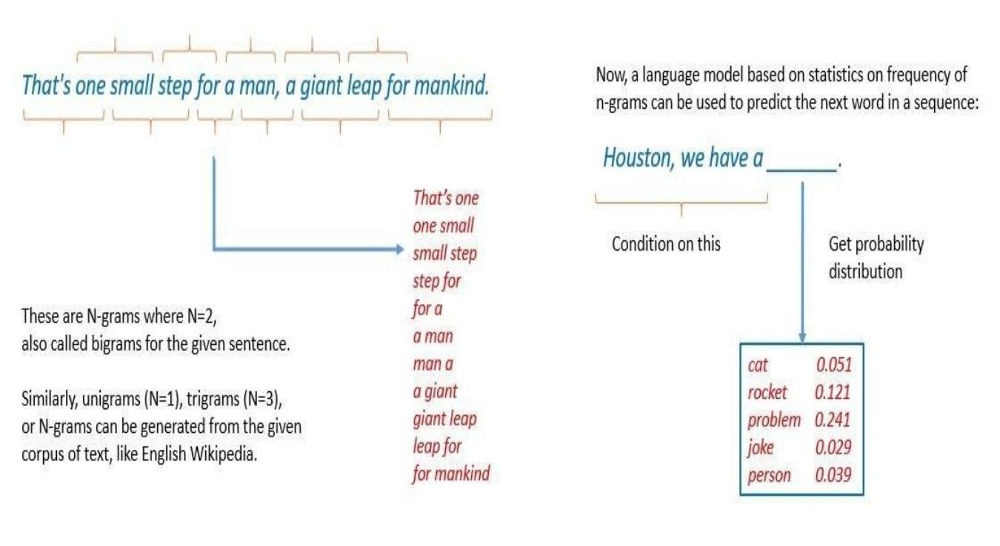 That's one small step for a man, a giant leap for mankind.
That's one
one small
small step
step for
for a
a man
man a
a giant
giant leap
leap for
for mankind
These are N-grams where N=2,
also called bigrams for the given sentence.
Similarly, unigrams (N=1), trigrams (N=3),
or N-grams can be generated from the given
corpus of text, like English Wikipedia.
Now, a language model based on statistics on frequency of
n-grams can be used to predict the next word in a sequence:
Houston, we have a ______.
Condition on this
Get probability
distribution
cat 0.051
rocket 0.121
problem 0.241
joke 0.029
person 0.039